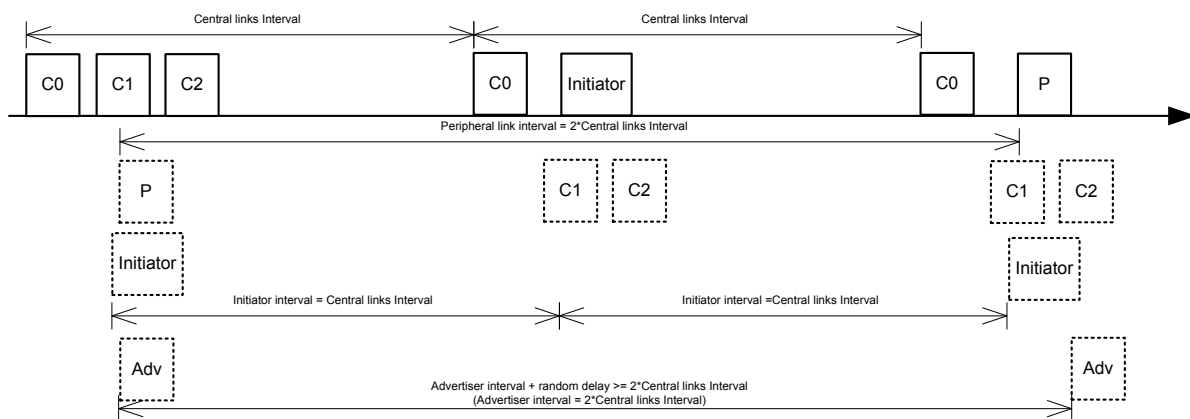 Central links Interval
Central links Interval
C0
C1
C2
C0
Initiator
C0
P
Peripheral link interval = 2*Central links Interval
P
C1
C2
C1
C2
Initiator
Initiator
Initiator interval = Central links Interval
Initiator interval =Central links Interval
Adv
Adv
Advertiser interval + random delay >= 2*Central links Interval
(Advertiser interval = 2*Central links Interval)